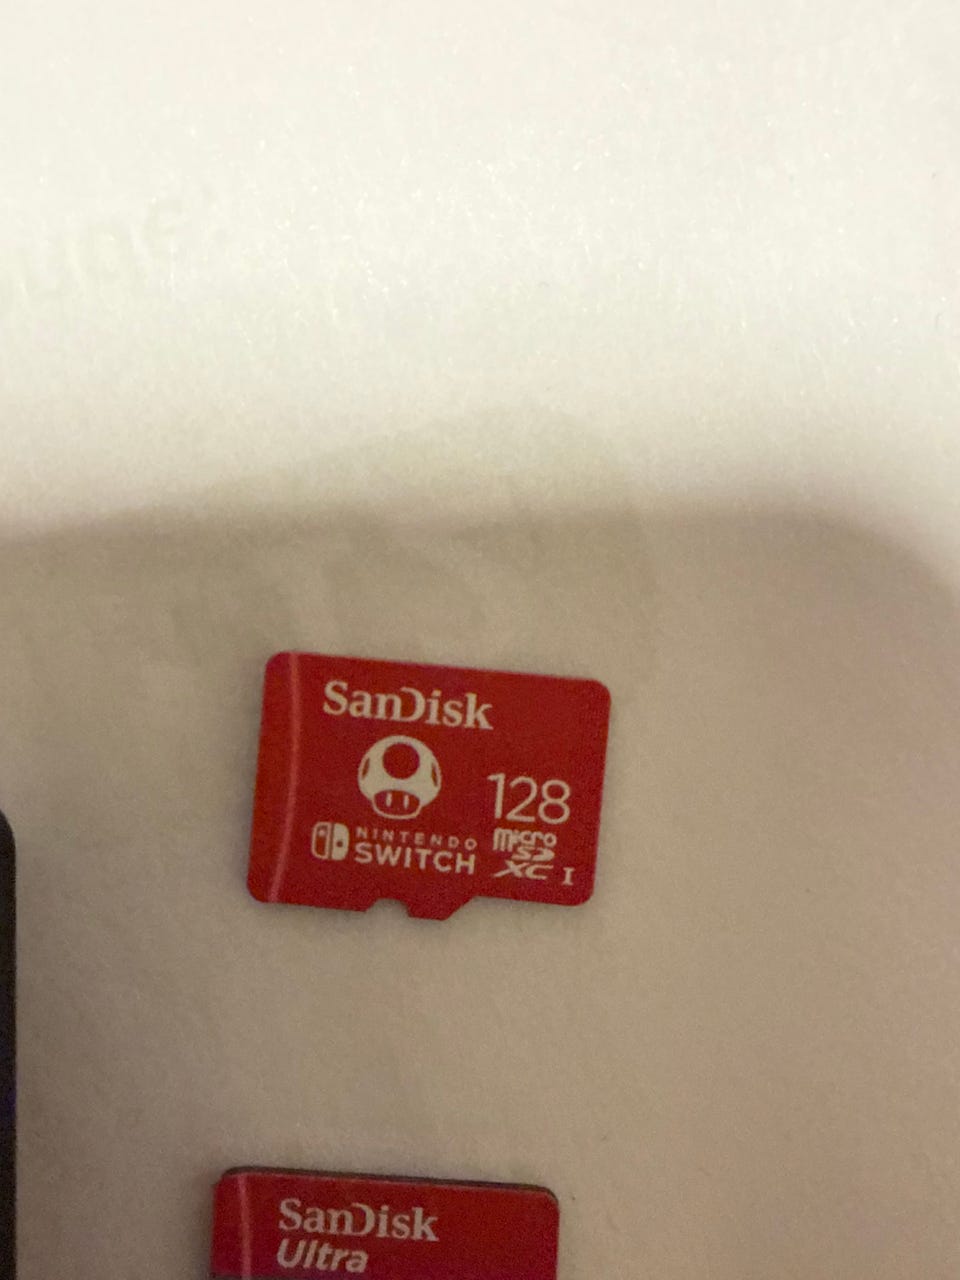 SanDisk
128
NINTENDO
SWITCH
micro
SD
XC I
SanDisk
Ultra